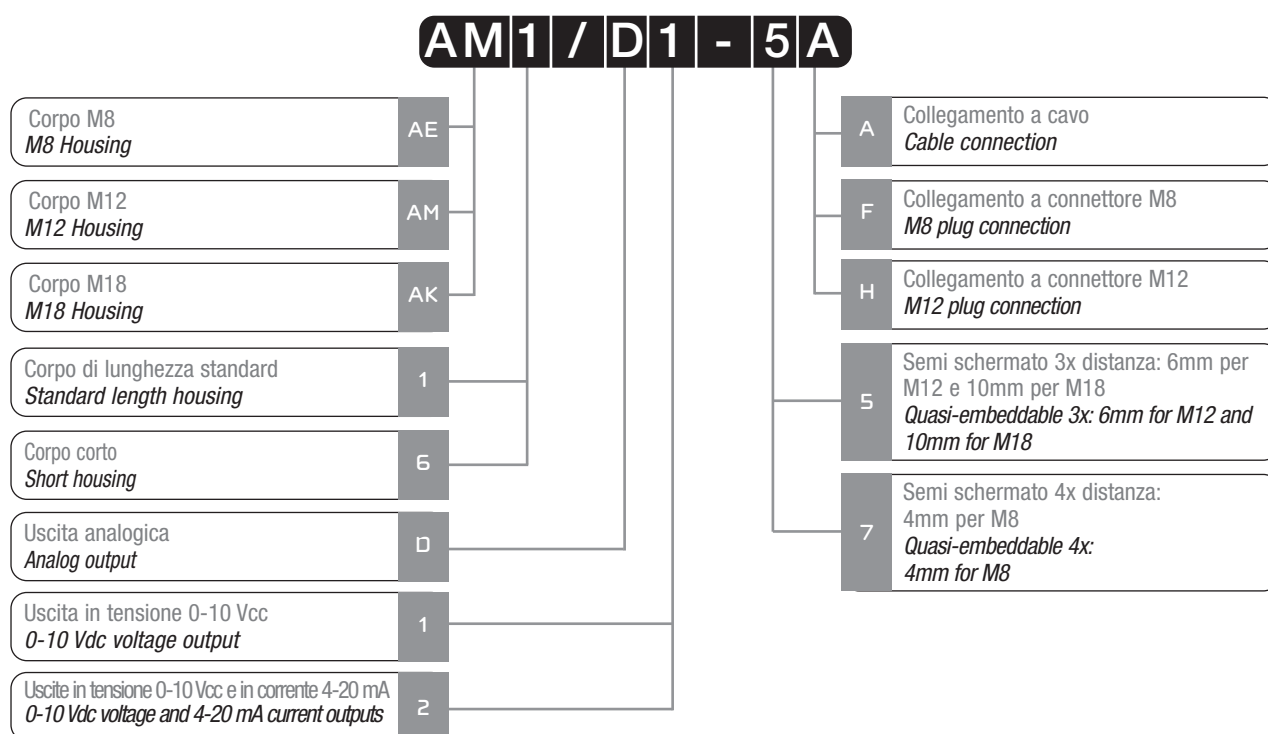 AM1/D1-5A
Corpo M8
M8 Housing
AE
Corpo M12
M12 Housing
AM
Corpo M18
M18 Housing
AK
Corpo di lunghezza standard
Standard length housing
1
Corpo corto
Short housing
6
Uscita analogica
Analog output
D
Uscita in tensione 0-10 Vcc
0-10 Vdc voltage output
1
Uscite in tensione 0-10 Vcc e in corrente 4-20 mA
0-10 Vdc voltage and 4-20 mA current outputs
2
A
Collegamento a cavo
Cable connection
F
Collegamento a connettore M8
M8 plug connection
H
Collegamento a connettore M12
M12 plug connection
5
Semi schermato 3x distanza: 6mm per
M12 e 10mm per M18
Quasi-embeddable 3x: 6mm for M12 and
10mm for M18
7
Semi schermato 4x distanza:
4mm per M8
Quasi-embeddable 4x:
4mm for M8